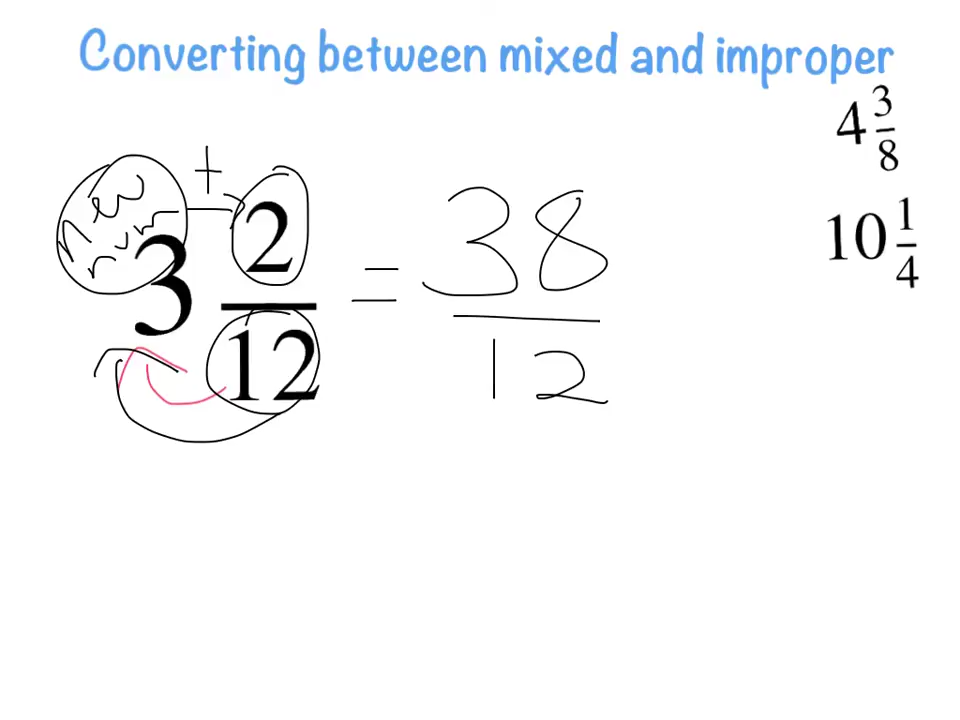 Converting between mixed and improper
4 3/8
10 1/4
new
num
+
3 2/12 = 38/12